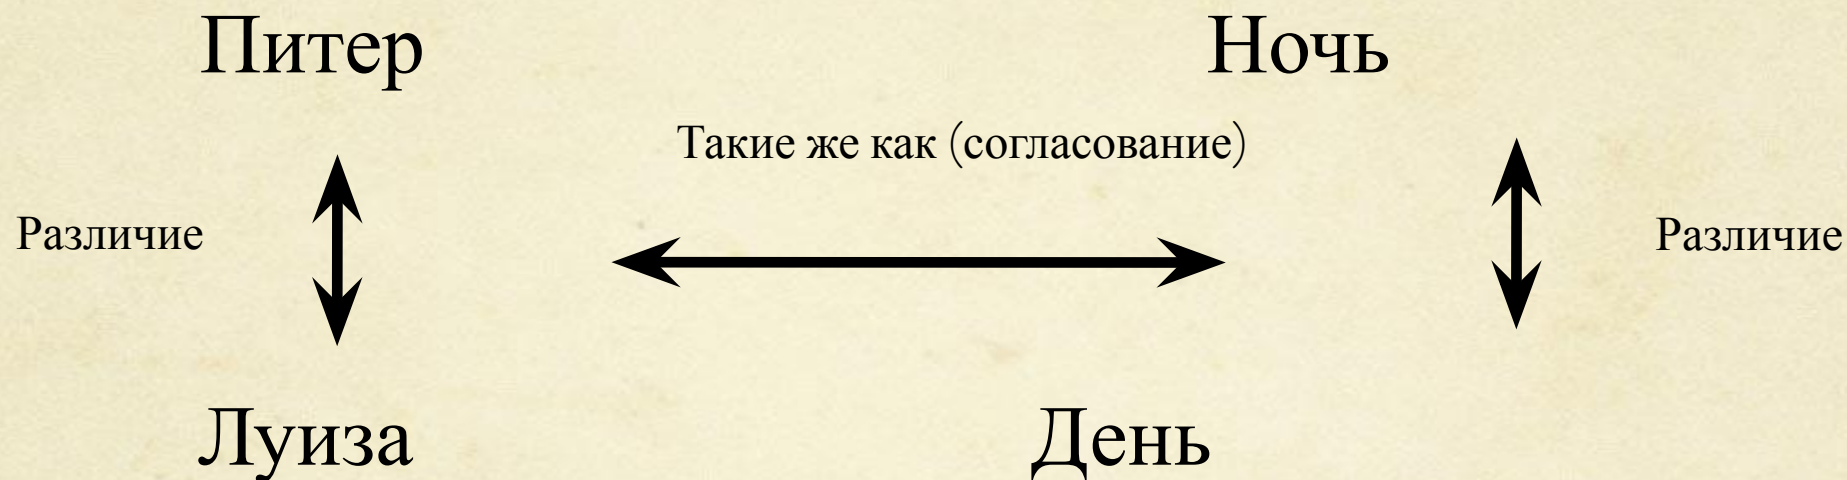 Питер
Ночь
Такие же как (согласование)
Различие
Различие
Луиза
День